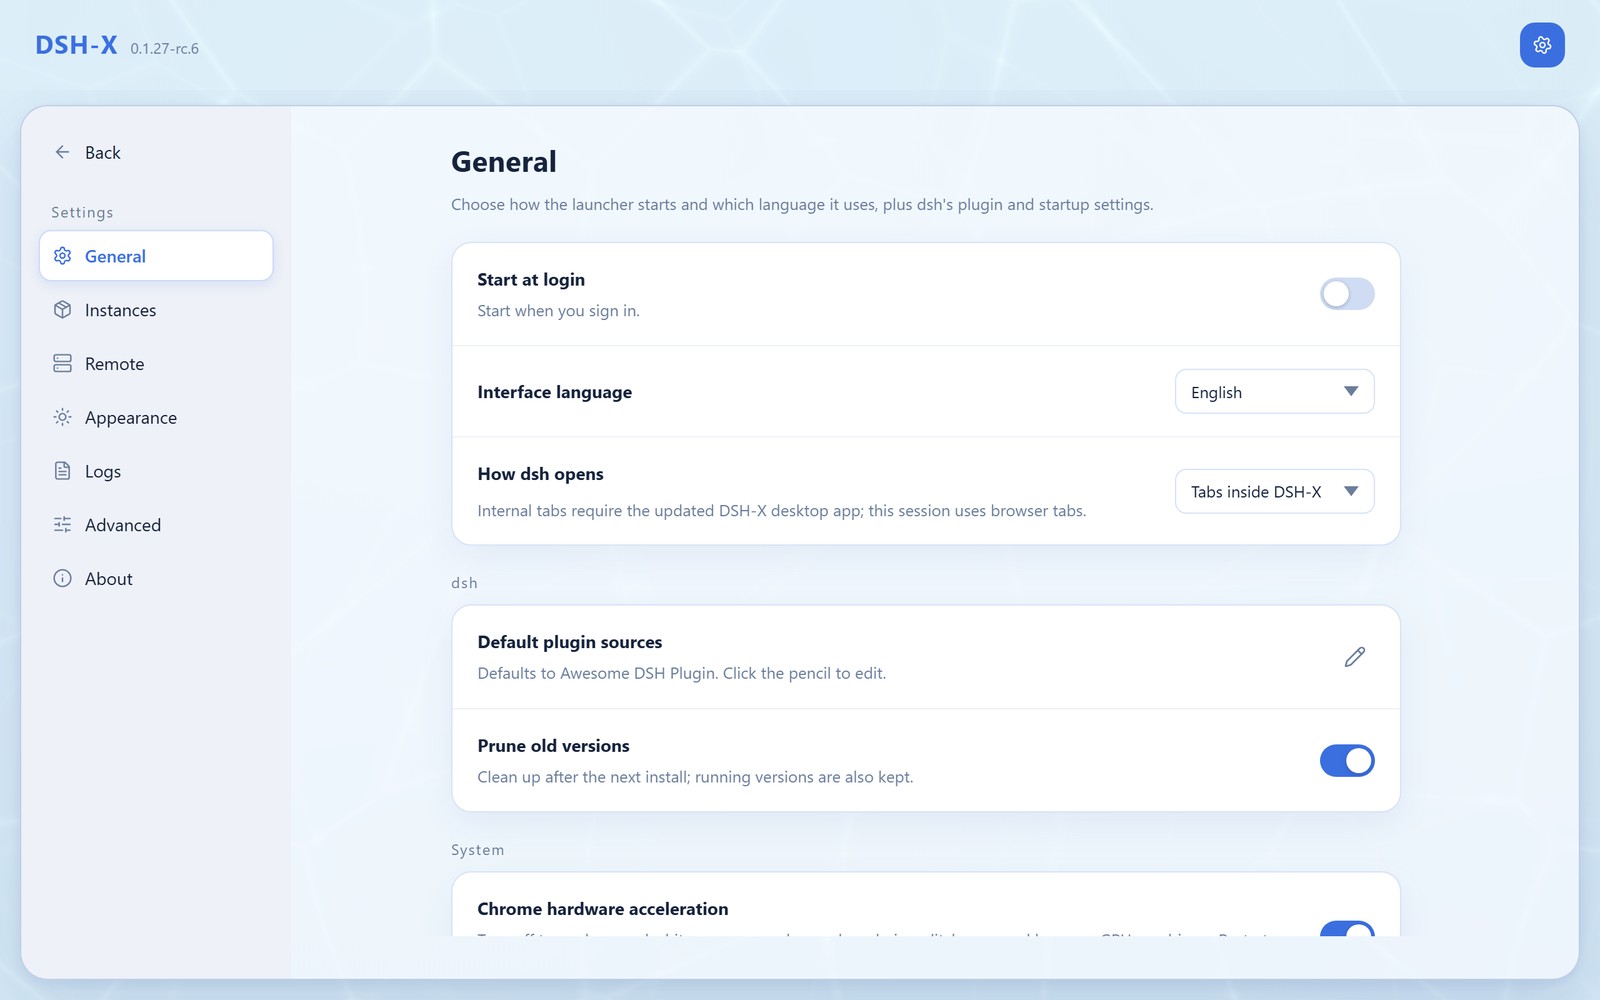 DSH-X 0.1.27-rc.6
Back
Settings
General
Instances
Remote
Appearance
Logs
Advanced
About
General
Choose how the launcher starts and which language it uses, plus dsh's plugin and startup settings.
Start at login
Start when you sign in.
Interface language
English
How dsh opens
Internal tabs require the updated DSH-X desktop app; this session uses browser tabs.
Tabs inside DSH-X
dsh
Default plugin sources
Defaults to Awesome DSH Plugin. Click the pencil to edit.
Prune old versions
Clean up after the next install; running versions are also kept.
System
Chrome hardware acceleration